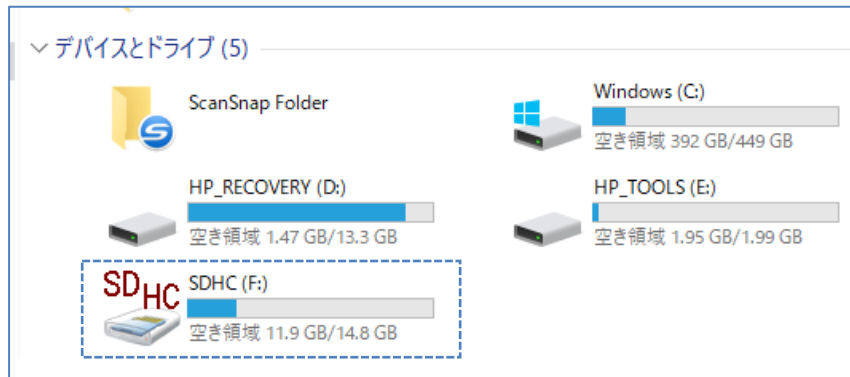 デバイスとドライブ (5)
ScanSnap Folder
Windows (C:)
空き領域 392 GB/449 GB
HP_RECOVERY (D:)
空き領域 1.47 GB/13.3 GB
HP_TOOLS (E:)
空き領域 1.95 GB/1.99 GB
SDHC
SDHC (F:)
空き領域 11.9 GB/14.8 GB